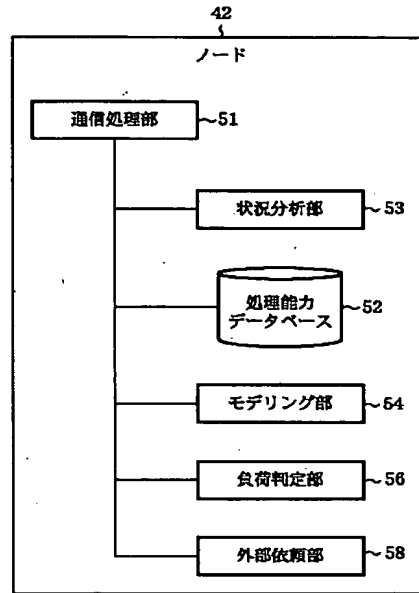 42
ノード
通信処理部 51
状況分析部 53
処理能力
データベース 52
モデリング部 54
負荷判定部 56
外部依頼部 58